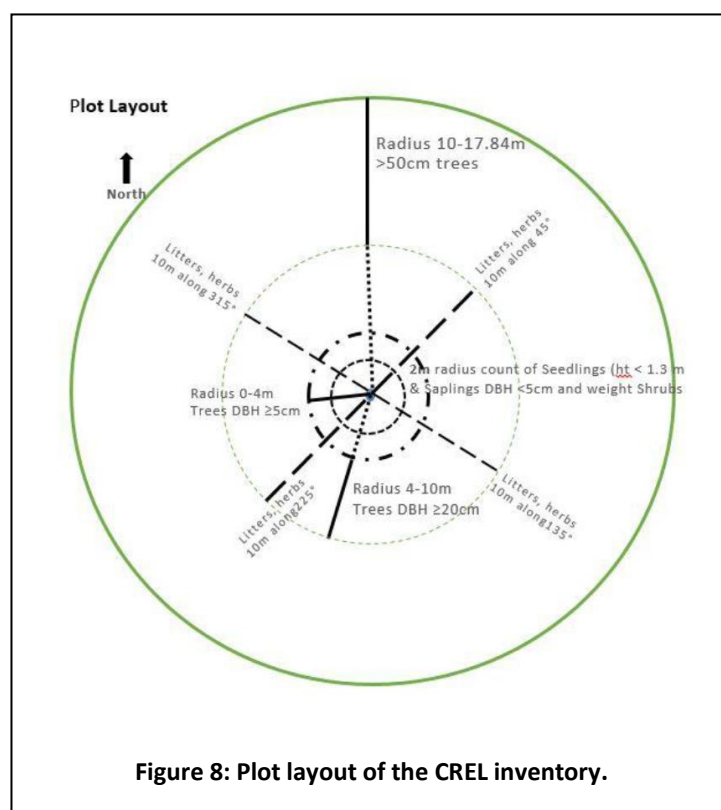 Plot Layout
North
Radius 10-17.84m
>50cm trees
Litters, herbs
10m along 315°
Litters, herbs
10m along 45°
2m radius count of Seedlings (ht < 1.3 m
& Saplings DBH <5cm and weight Shrubs
Radius 0-4m
Trees DBH ≥5cm
Radius 4-10m
Trees DBH ≥20cm
Litters, herbs
10m along225°
Litters, herbs
10m along135°
Figure 8: Plot layout of the CREL inventory.